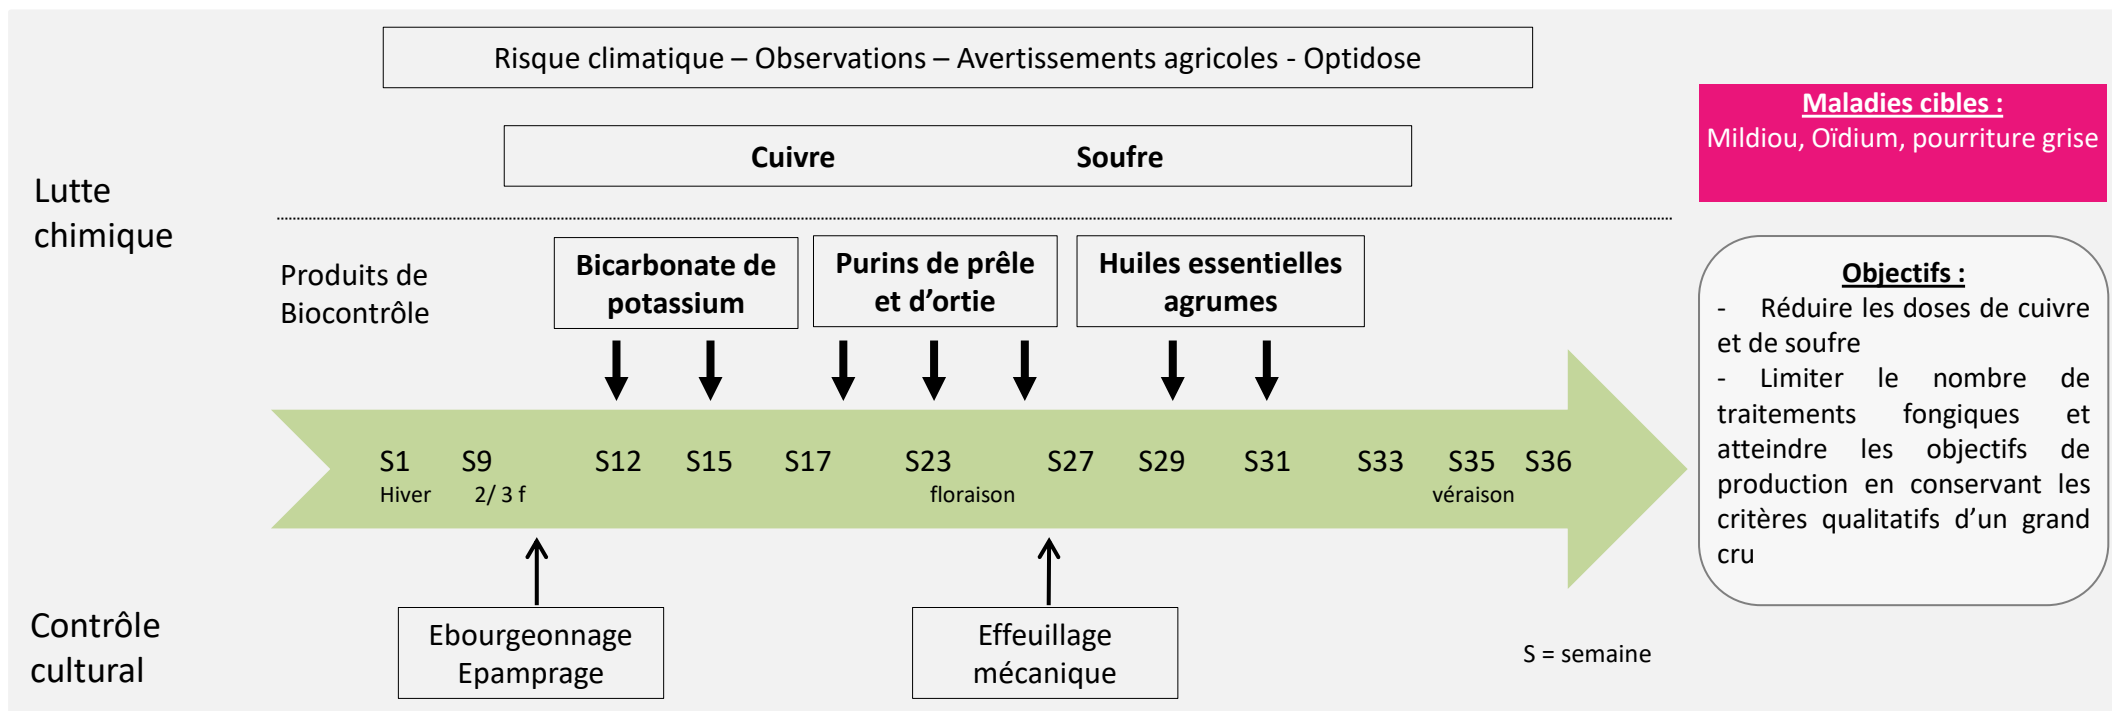 Risque climatique – Observations – Avertissements agricoles - Optidose
Cuivre Soufre
Lutte
chimique
Produits de
Biocontrôle
Bicarbonate de
potassium
Purins de prêle
et d'ortie
Huiles essentielles
agrumes
S1 S9 S12 S15 S17 S23 S27 S29 S31 S33 S35 S36
Hiver 2/ 3 f floraison véraison
Contrôle
cultural
Ebourgeonnage
Epamprage
Effeuillage
mécanique
S = semaine
Maladies cibles :
Mildiou, Oïdium, pourriture grise
Objectifs :
- Réduire les doses de cuivre
et de soufre
- Limiter le nombre de
traitements fongiques et
atteindre les objectifs de
production en conservant les
critères qualitatifs d'un grand
cru